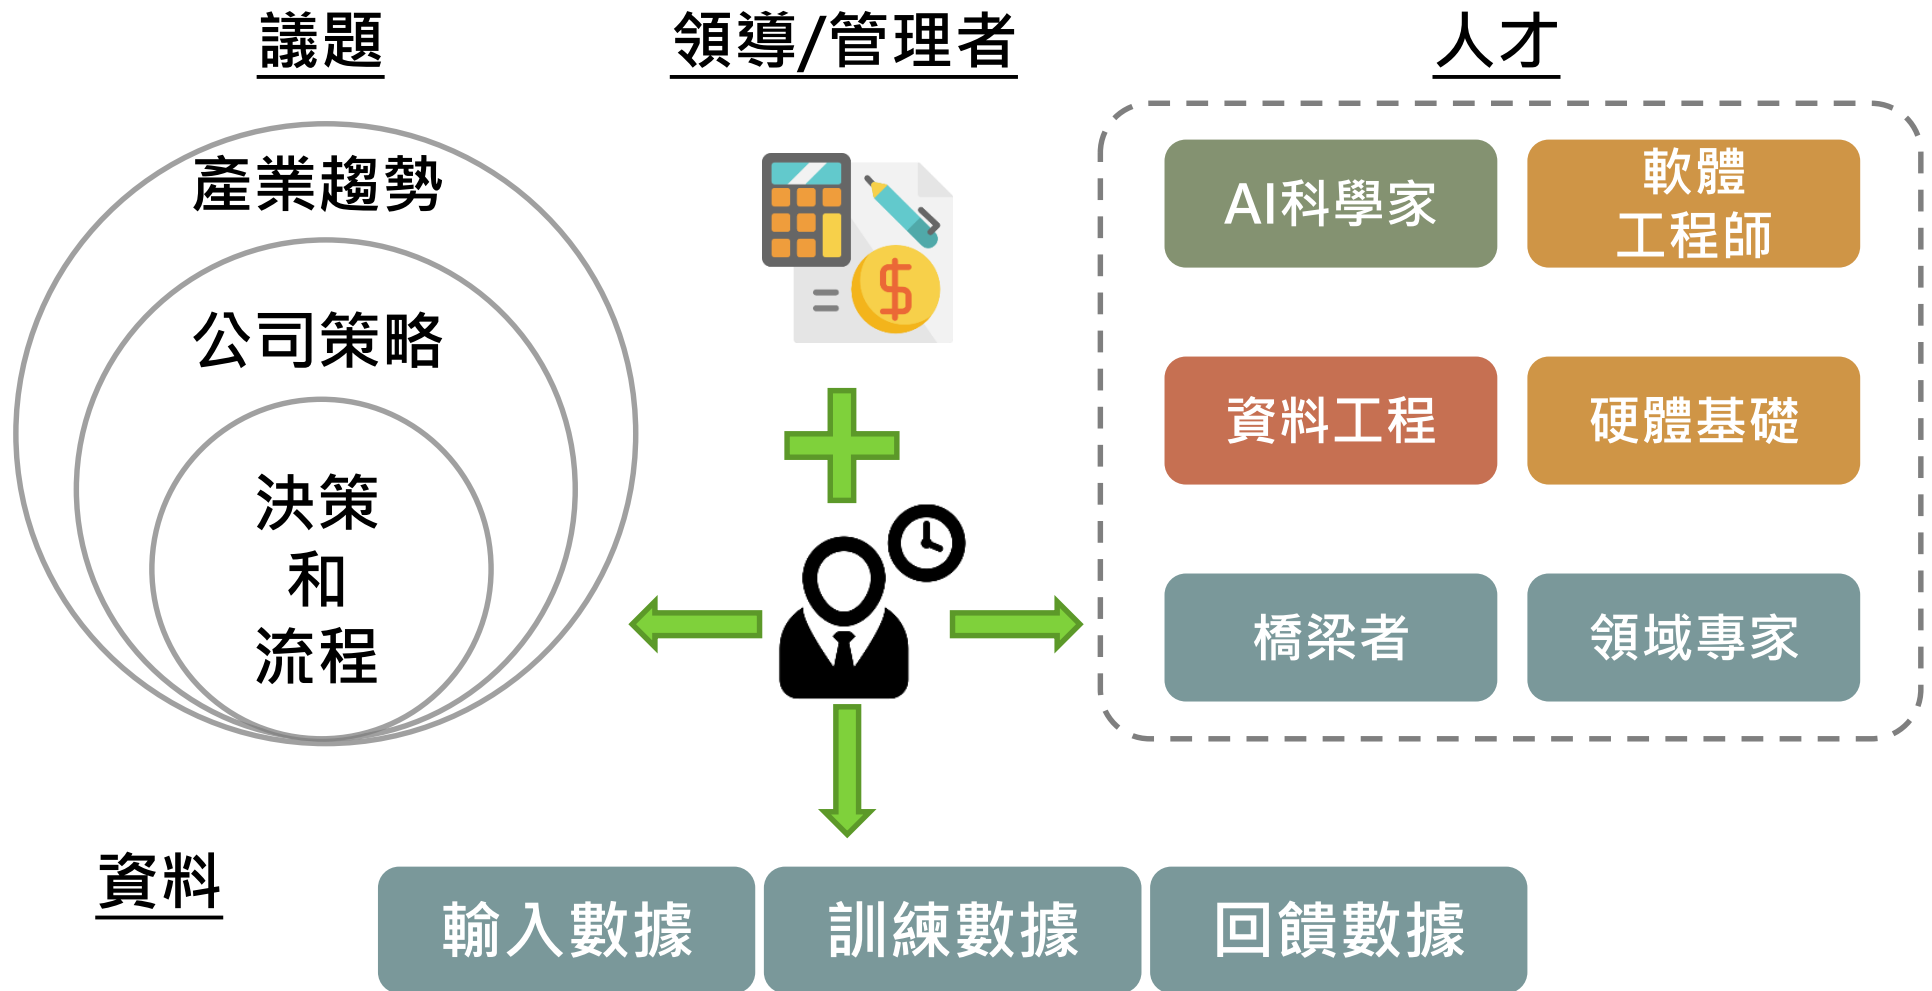 議題
領導/管理者
人才
產業趨勢
公司策略
決策
和
流程
$
AI科學家
軟體
工程師
資料工程
硬體基礎
橋梁者
領域專家
資料
輸入數據
訓練數據
回饋數據